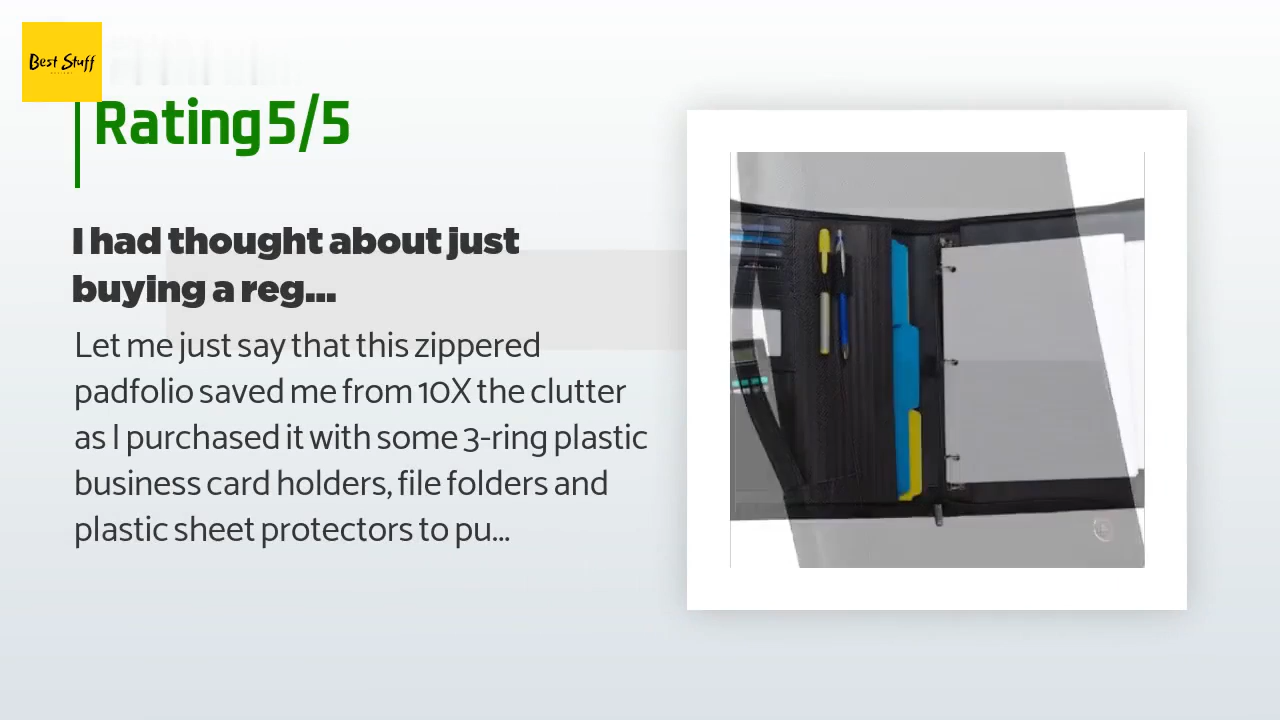 Best Stuff
Rating 5/5
I had thought about just
buying a reg...
Let me just say that this zippered
padfolio saved me from 10X the clutter
as I purchased it with some 3-ring plastic
business card holders, file folders and
plastic sheet protectors to pu...